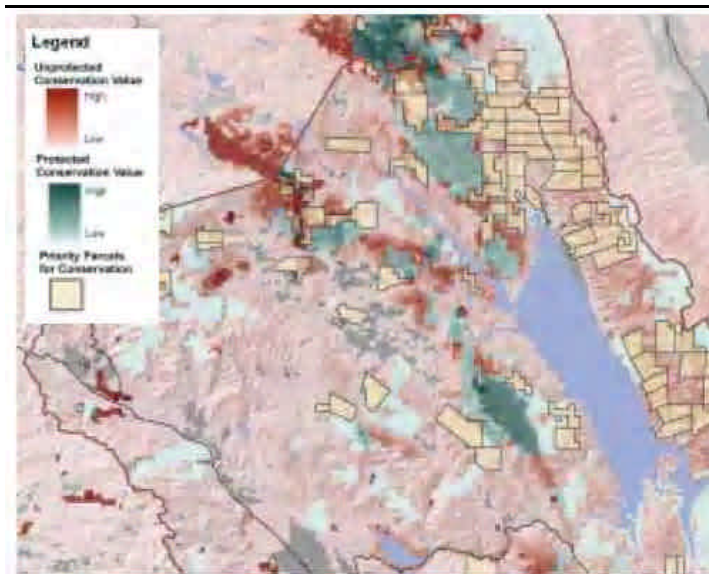 Legend
Unprotected
Conservation Value
High
Low
Protected
Conservation Value
High
Low
Priority Parcels
for Conservation